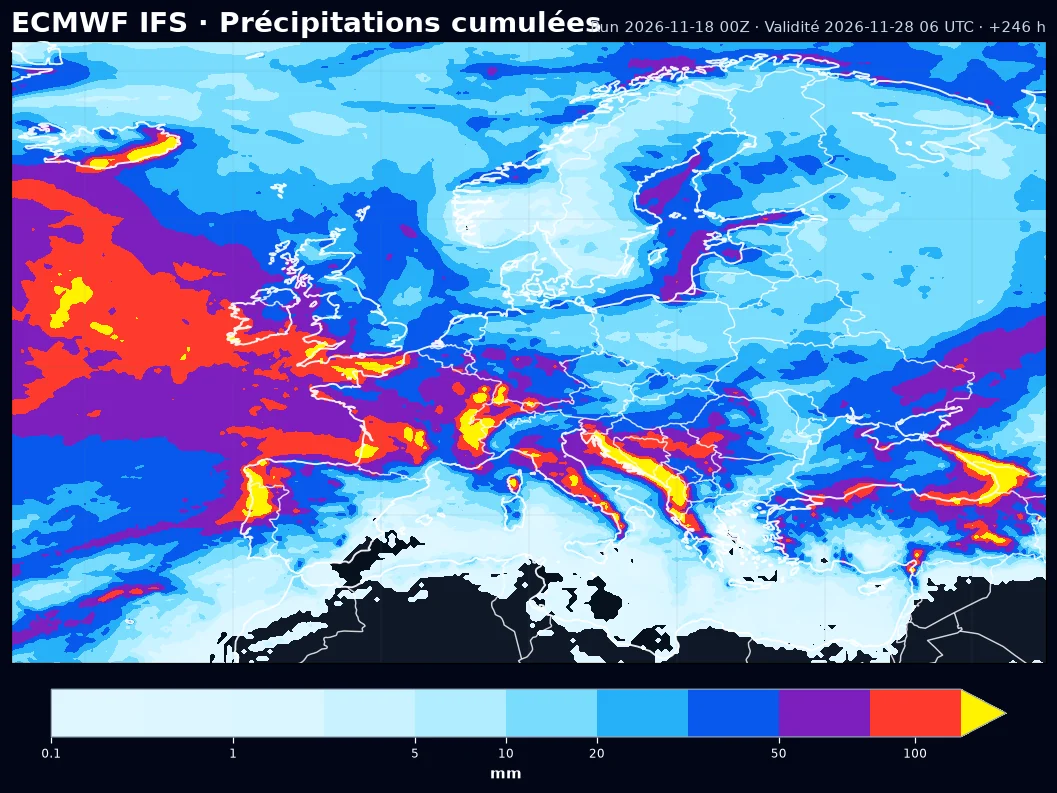 ECMWF IFS · Précipitations cumulées
Run 2026-11-18 00Z · Validité 2026-11-28 06 UTC · +246 h
0.1 1 5 10 20 50 100
mm